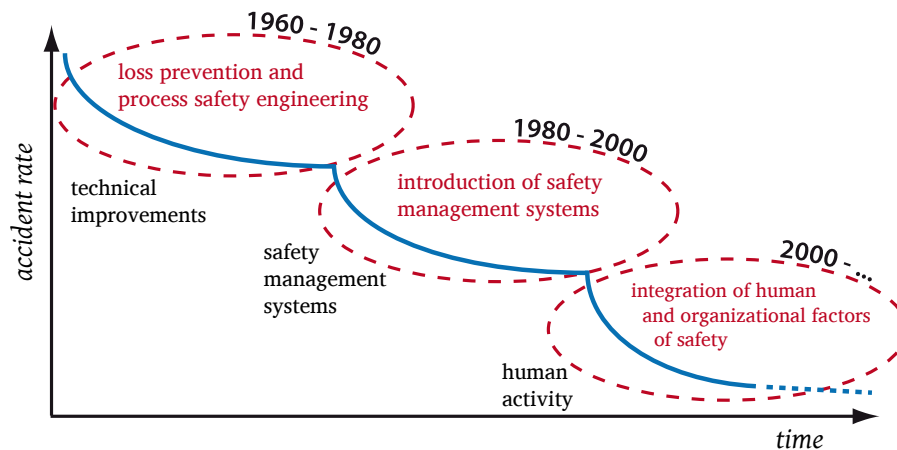 1960 - 1980
loss prevention and
process safety engineering
accident rate
technical
improvements
1980 - 2000
introduction of safety
management systems
safety
management
systems
2000 - ...
integration of human
and organizational factors
of safety
human
activity
time